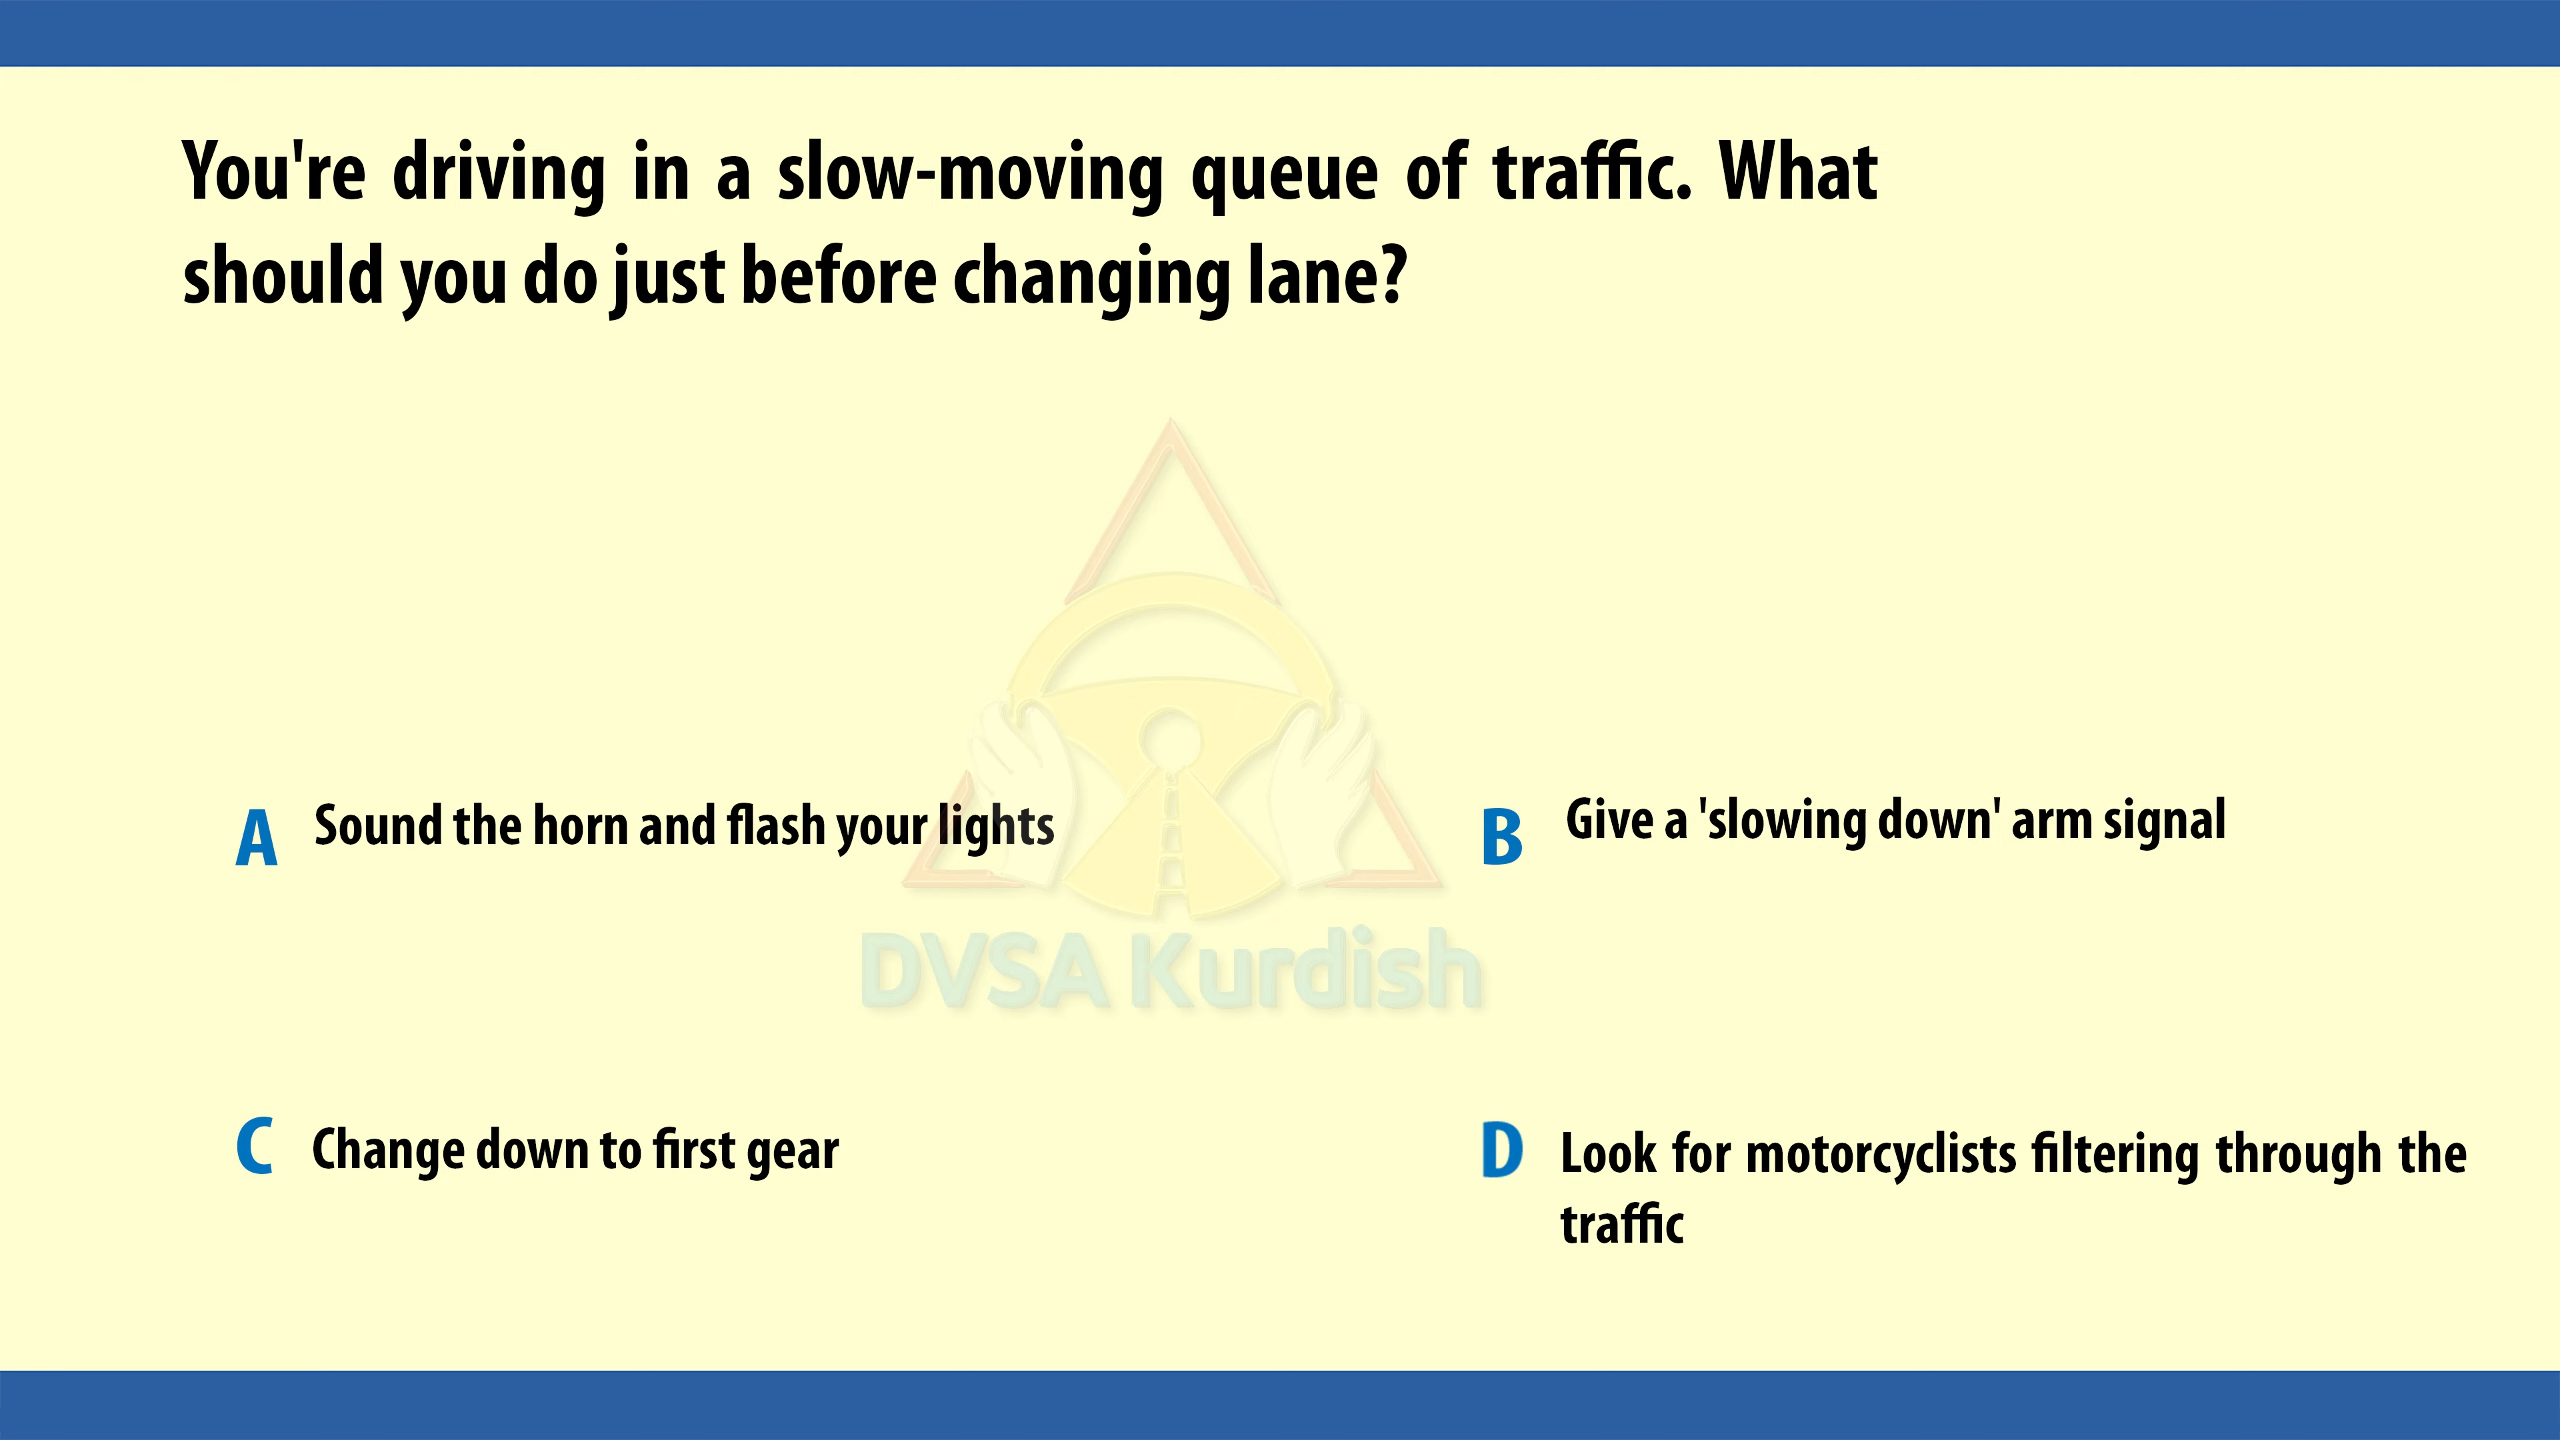 You're driving in a slow-moving queue of traffic. What
should you do just before changing lane?
A Sound the horn and flash your lights
B Give a 'slowing down' arm signal
DVSA Kurdish
C Change down to first gear
D Look for motorcyclists filtering through the
traffic